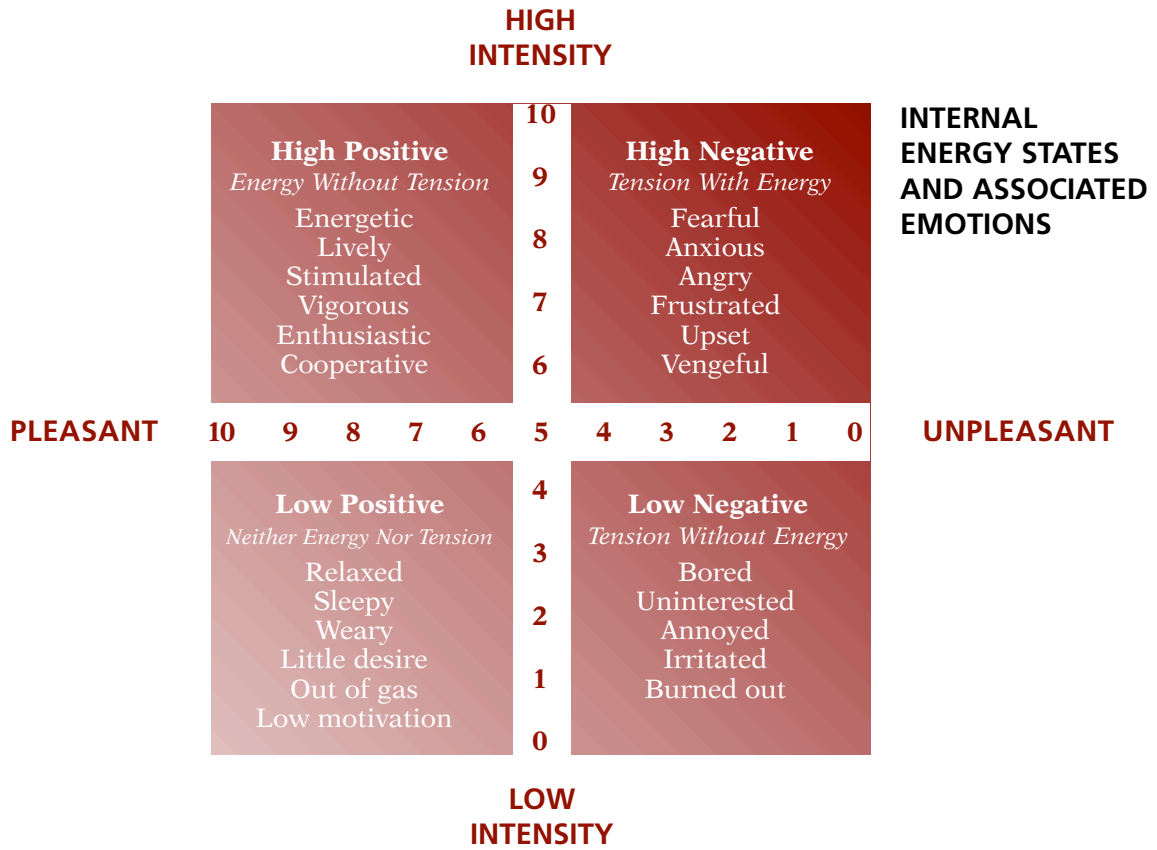 HIGH
INTENSITY
INTERNAL
ENERGY STATES
AND ASSOCIATED
EMOTIONS
High Positive
Energy Without Tension
Energetic
Lively
Stimulated
Vigorous
Enthusiastic
Cooperative
10
9
8
7
6
High Negative
Tension With Energy
Fearful
Anxious
Angry
Frustrated
Upset
Vengeful
PLEASANT 10 9 8 7 6 5 4 3 2 1 0 UNPLEASANT
Low Positive
Neither Energy Nor Tension
Relaxed
Sleepy
Weary
Little desire
Out of gas
Low motivation
4
3
2
1
0
Low Negative
Tension Without Energy
Bored
Uninterested
Annoyed
Irritated
Burned out
LOW
INTENSITY